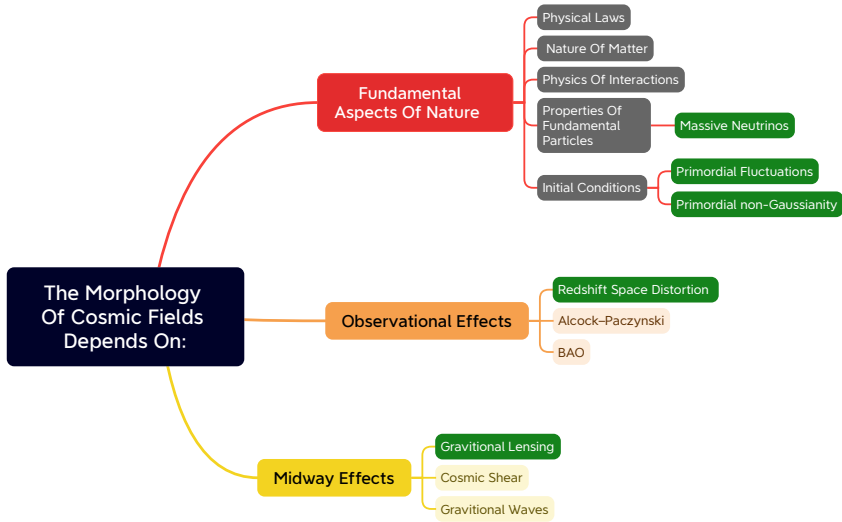 The Morphology
Of Cosmic Fields
Depends On:
Fundamental
Aspects Of Nature
Physical Laws
Nature Of Matter
Physics Of Interactions
Properties Of
Fundamental
Particles
Massive Neutrinos
Initial Conditions
Primordial Fluctuations
Primordial non-Gaussianity
Observational Effects
Redshift Space Distortion
Alcock–Paczynski
BAO
Midway Effects
Gravitional Lensing
Cosmic Shear
Gravitional Waves